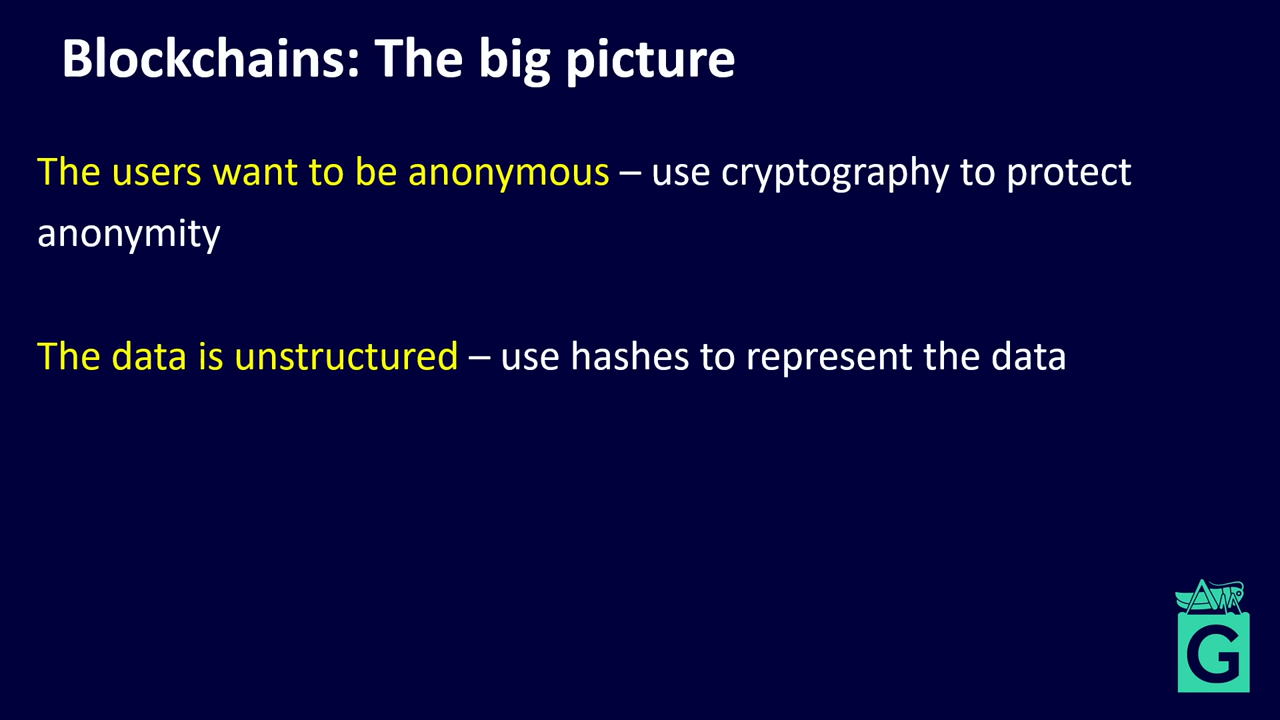 Blockchains: The big picture
The users want to be anonymous – use cryptography to protect
anonymity
The data is unstructured – use hashes to represent the data
G